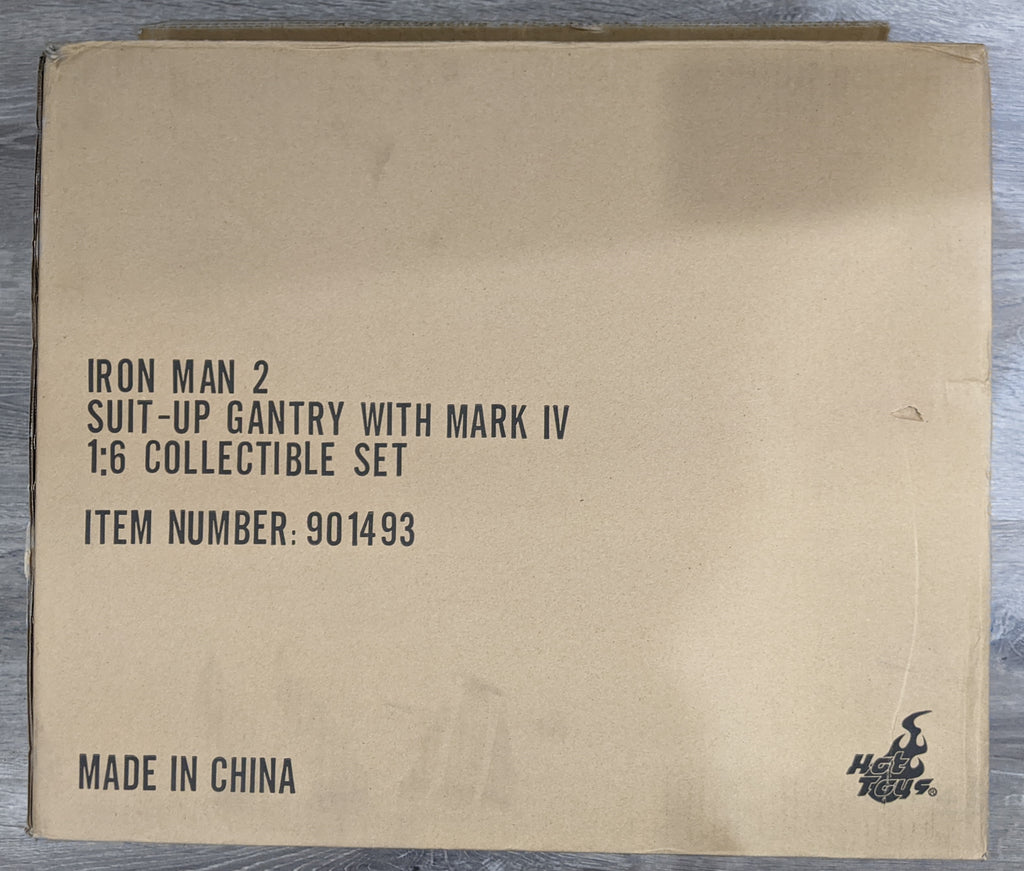 IRON MAN 2
SUIT-UP GANTRY WITH MARK IV
1:6 COLLECTIBLE SET
ITEM NUMBER: 901493
MADE IN CHINA
Hot
Toys®